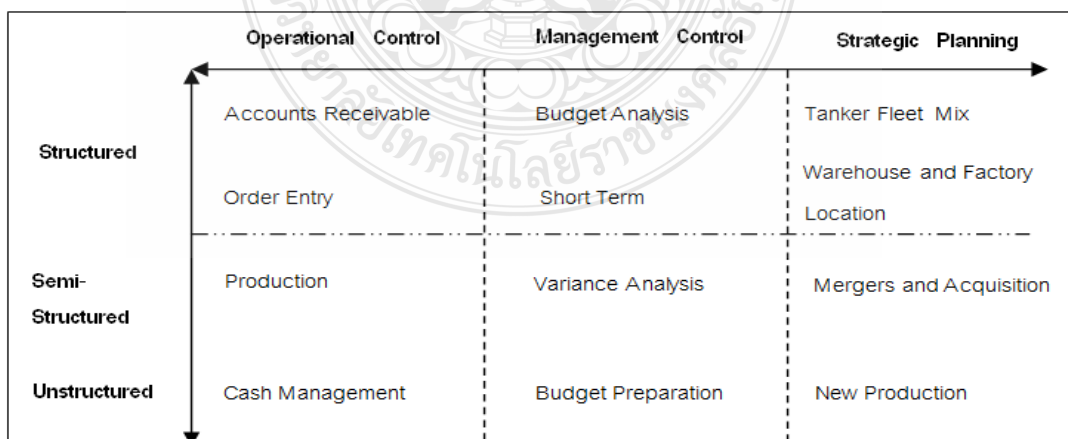 Operational Control Management Control Strategic Planning
Accounts Receivable Budget Analysis Tanker Fleet Mix
Structured
Warehouse and Factory
Order Entry Short Term Location
Semi- Production Variance Analysis Mergers and Acquisition
Structured
Unstructured Cash Management Budget Preparation New Production